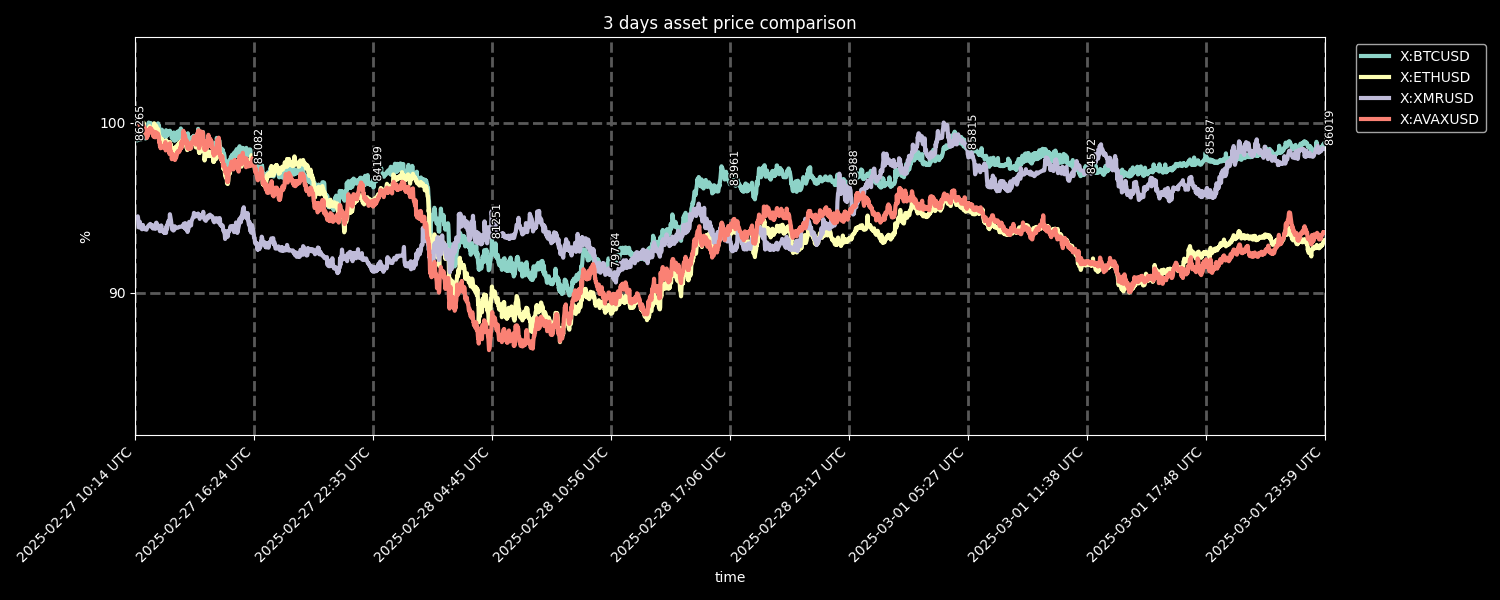 3 days asset price comparison
X:BTCUSD
X:ETHUSD
X:XMRUSD
X:AVAXUSD
100
90
%
86265
85082
84199
81251
79784
83961
83988
85815
84572
85587
86019
2025-02-27 10:14 UTC
2025-02-27 16:24 UTC
2025-02-27 22:35 UTC
2025-02-28 04:45 UTC
2025-02-28 10:56 UTC
2025-02-28 17:06 UTC
2025-02-28 23:17 UTC
2025-03-01 05:27 UTC
2025-03-01 11:38 UTC
2025-03-01 17:48 UTC
2025-03-01 23:59 UTC
time